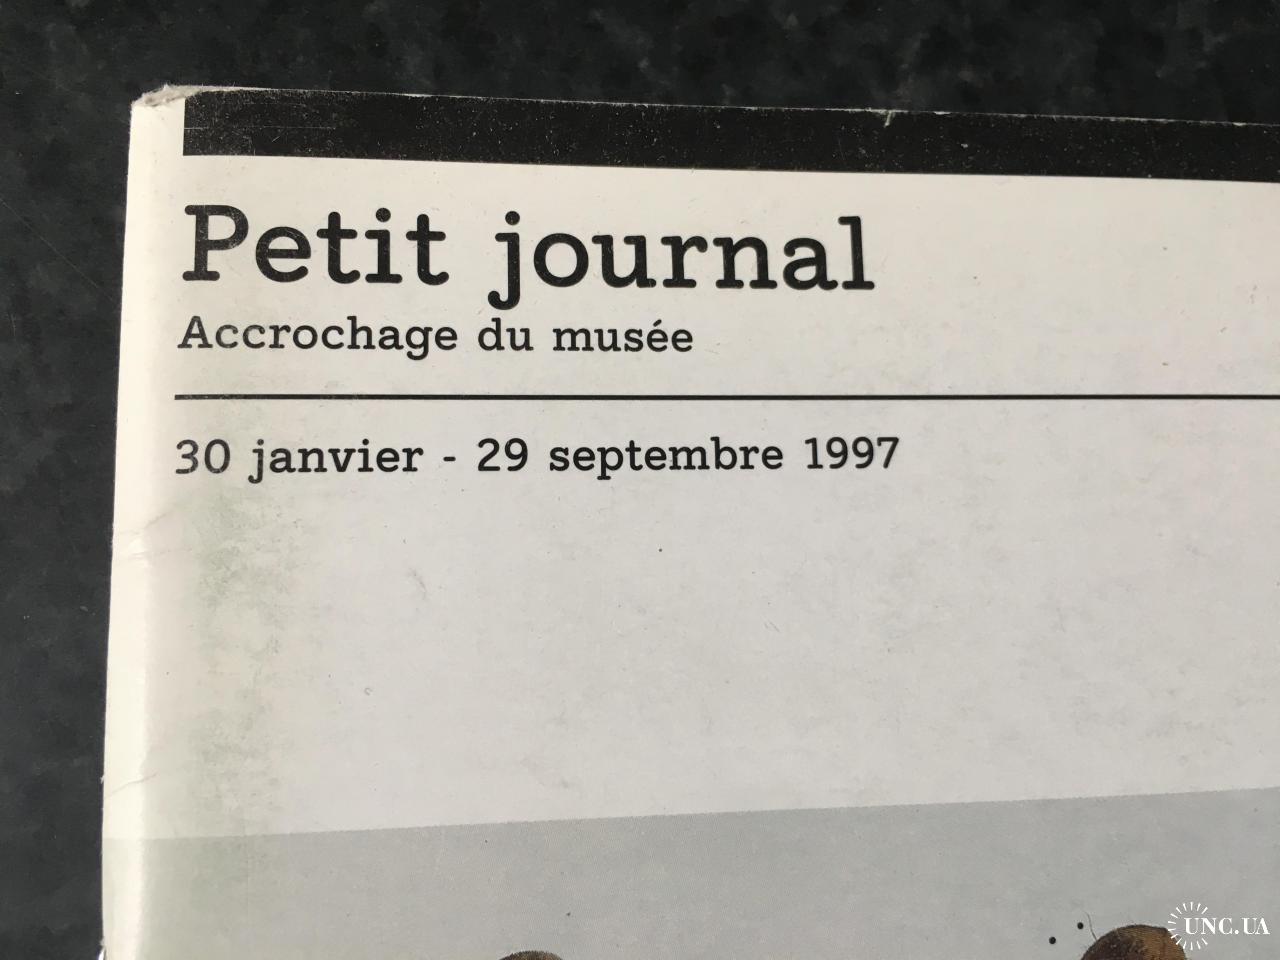 Petit journal
Accrochage du musée
30 janvier - 29 septembre 1997
UNC.UA